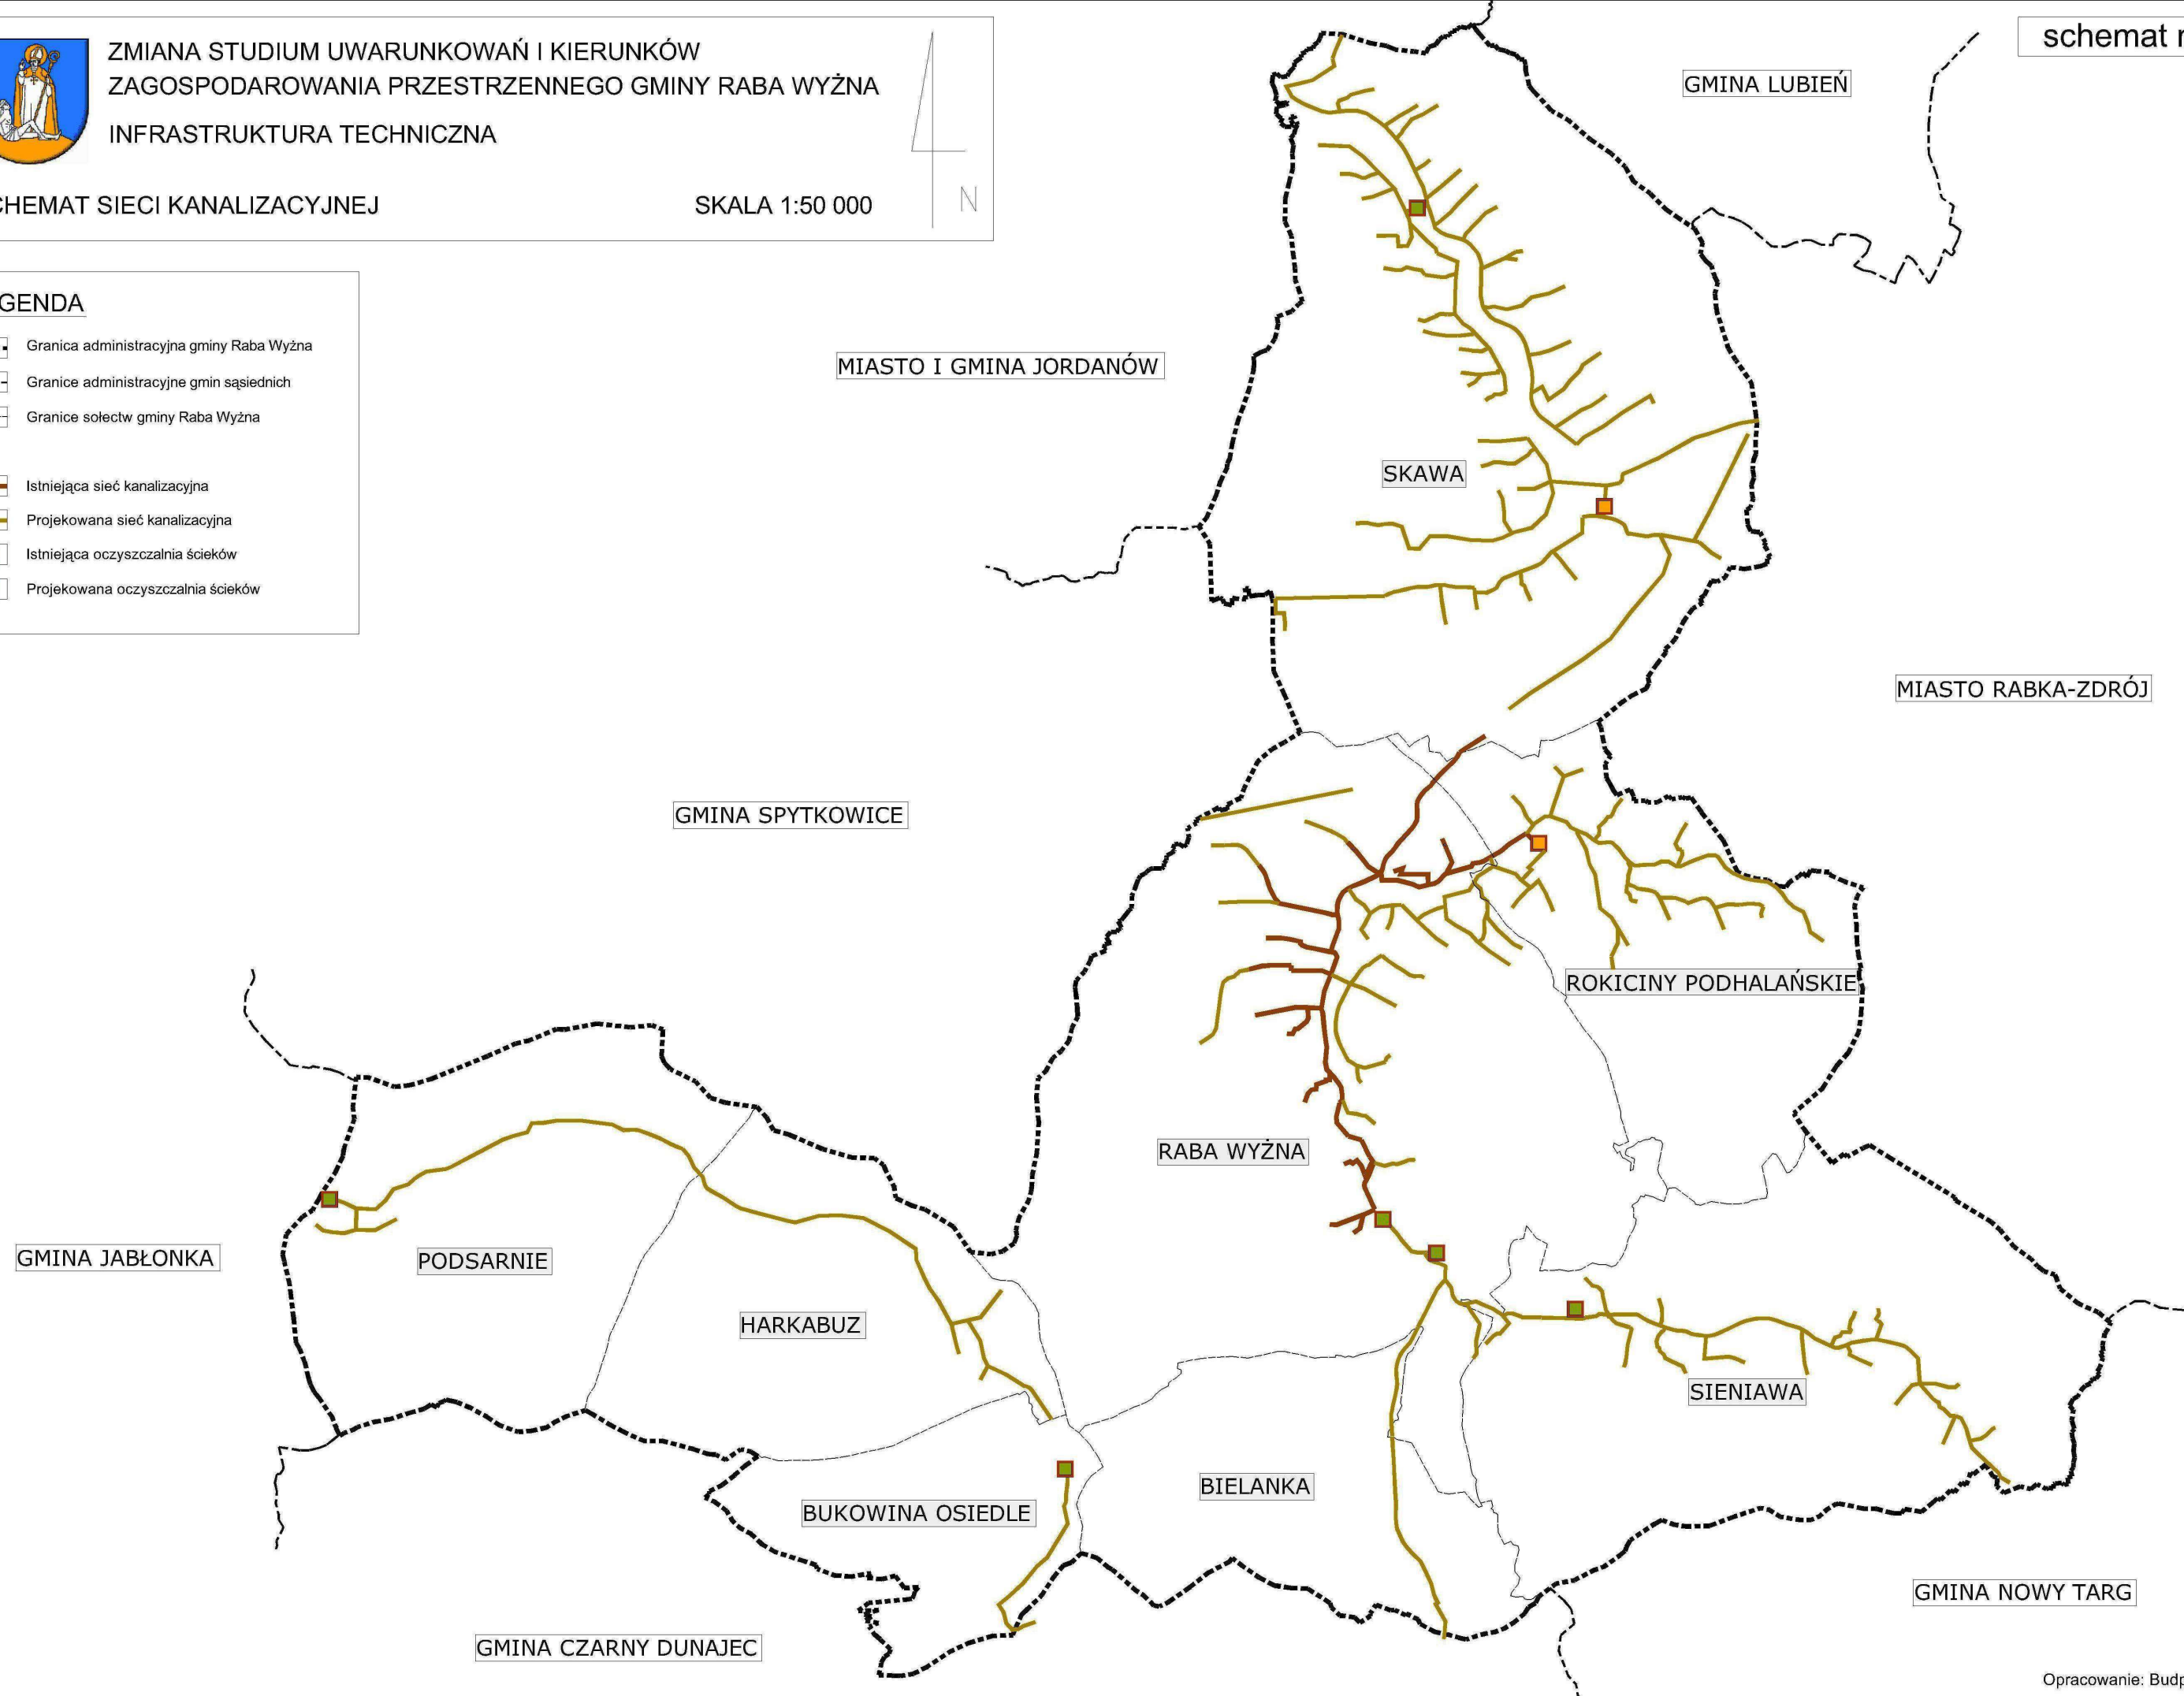 ZMIANA STUDIUM UWARUNKOWAŃ I KIERUNKÓW
ZAGOSPODAROWANIA PRZESTRZENNEGO GMINY RABA WYŻNA
INFRASTRUKTURA TECHNICZNA
CHEMAT SIECI KANALIZACYJNEJ
SKALA 1:50 000
N
schemat
GENDA
Granica administracyjna gminy Raba Wyżna
Granice administracyjne gmin sąsiednich
Granice sołectw gminy Raba Wyżna
Istniejąca sieć kanalizacyjna
Projekowana sieć kanalizacyjna
Istniejąca oczyszczalnia ścieków
Projekowana oczyszczalnia ścieków
GMINA LUBIEŃ
MIASTO I GMINA JORDANÓW
SKAWA
MIASTO RABKA-ZDRÓJ
GMINA SPYTKOWICE
ROKICINY PODHALAŃSKIE
RABA WYŻNA
GMINA JABŁONKA
PODSARNIE
HARKABUZ
SIENIAWA
BIELANKA
BUKOWINA OSIEDLE
GMINA NOWY TARG
GMINA CZARNY DUNAJEC
Opracowanie: